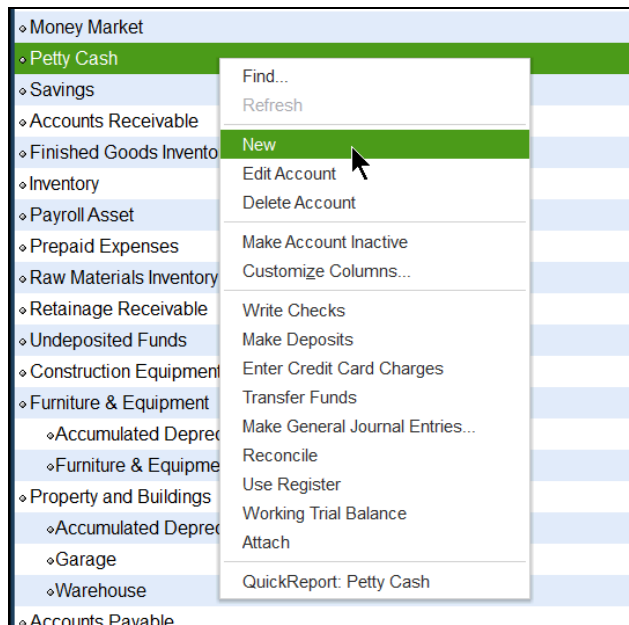 Money Market
Petty Cash
Savings
Accounts Receivable
Finished Goods Invento
Inventory
Payroll Asset
Prepaid Expenses
Raw Materials Inventory
Retainage Receivable
Undeposited Funds
Construction Equipment
Furniture & Equipment
Accumulated Deprec
Furniture & Equipme
Property and Buildings
Accumulated Deprec
Garage
Warehouse
Accounts Payable
Find...
Refresh
New
Edit Account
Delete Account
Make Account Inactive
Customize Columns...
Write Checks
Make Deposits
Enter Credit Card Charges
Transfer Funds
Make General Journal Entries...
Reconcile
Use Register
Working Trial Balance
Attach
QuickReport: Petty Cash